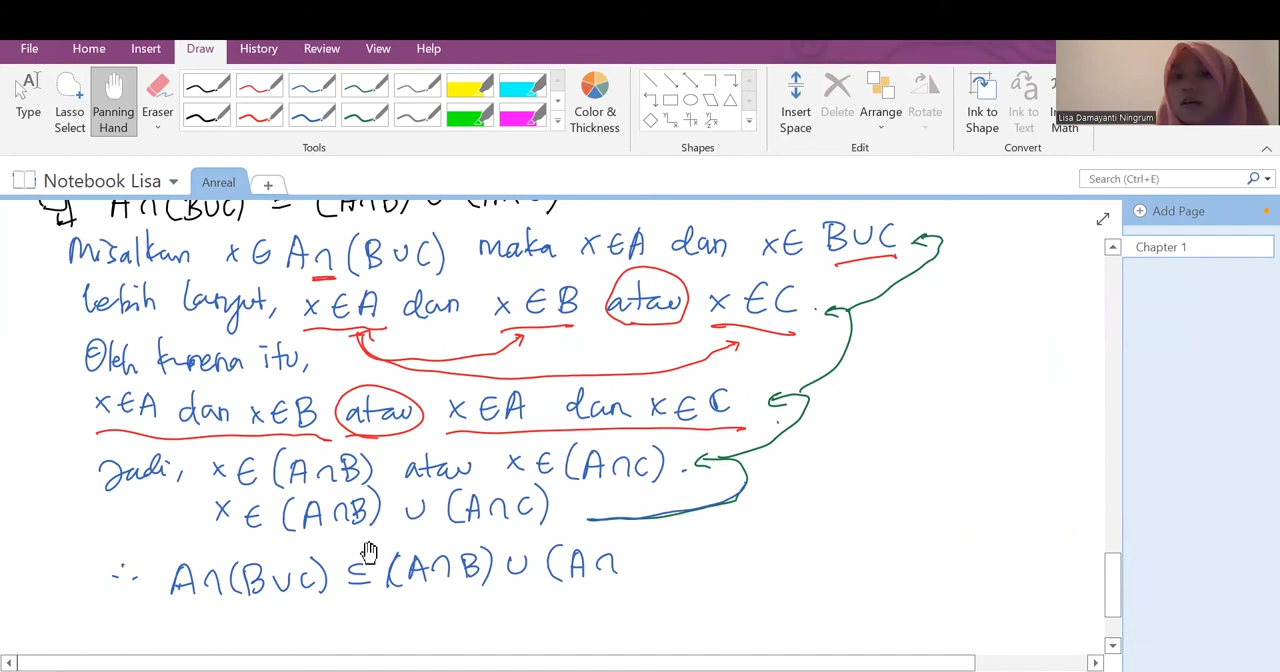 File Home Insert Draw History Review View Help
Type
Lasso Select
Panning Hand
Eraser
Color & Thickness
Insert Space
Delete
Arrange
Rotate
Ink to Shape
Ink to Text
Math
Tools Shapes Edit Convert
Lisa Damayanti Ningrum
Notebook Lisa
Anreal
Search (Ctrl+E)
Add Page
Chapter 1
A∩(B∪C) = (A∩B) ∪ (A∩C)
Misalkan x ∈ A∩(B∪C) maka x∈A dan x∈ B∪C
lebih lanjut, x∈A dan x∈B atau x∈C.
Oleh karena itu,
x∈A dan x∈B atau x∈A dan x∈C.
Jadi, x∈(A∩B) atau x∈(A∩C).
x∈(A∩B) ∪ (A∩C)
∴ A∩(B∪C) ⊆ (A∩B) ∪ (A∩